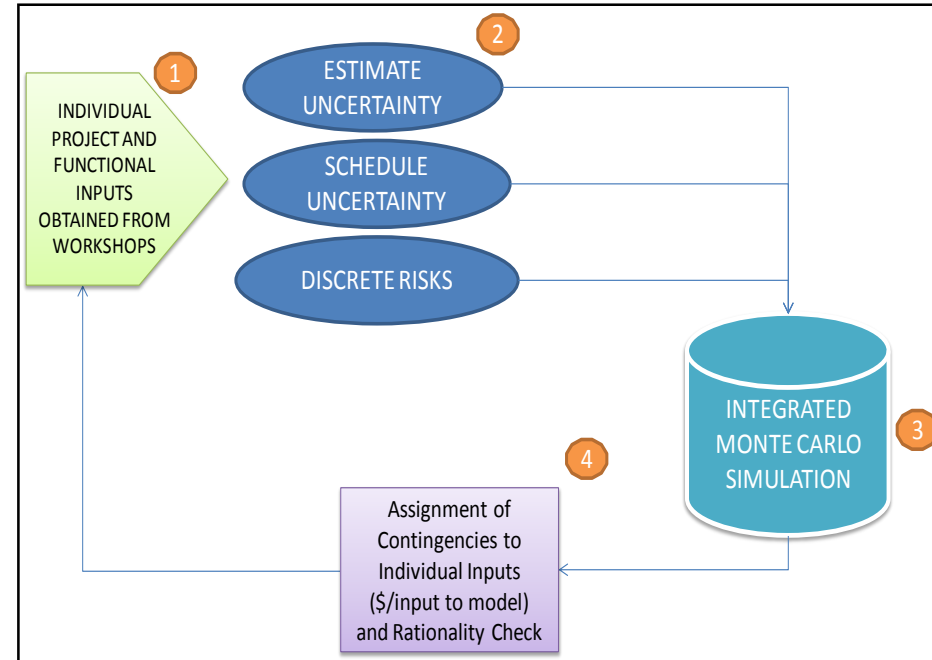 1
INDIVIDUAL
PROJECT AND
FUNCTIONAL
INPUTS
OBTAINED FROM
WORKSHOPS
2
ESTIMATE
UNCERTAINTY
SCHEDULE
UNCERTAINTY
DISCRETE RISKS
INTEGRATED
MONTE CARLO
SIMULATION
3
4
Assignment of
Contingencies to
Individual Inputs
($/input to model)
and Rationality Check